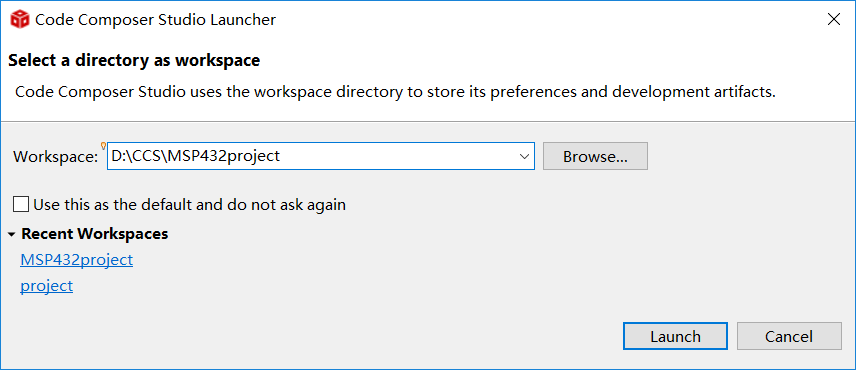 Code Composer Studio Launcher
Select a directory as workspace
Code Composer Studio uses the workspace directory to store its preferences and development artifacts.
Workspace: D:\CCS\MSP432project Browse...
Use this as the default and do not ask again
Recent Workspaces
MSP432project
project
Launch Cancel